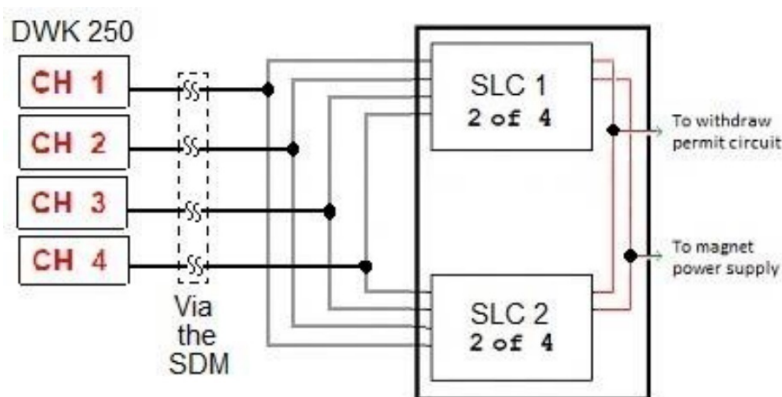 DWK 250
CH 1
CH 2
CH 3
CH 4
Via
the
SDM
SLC 1
2 of 4
SLC 2
2 of 4
To withdraw
permit circuit
To magnet
power supply